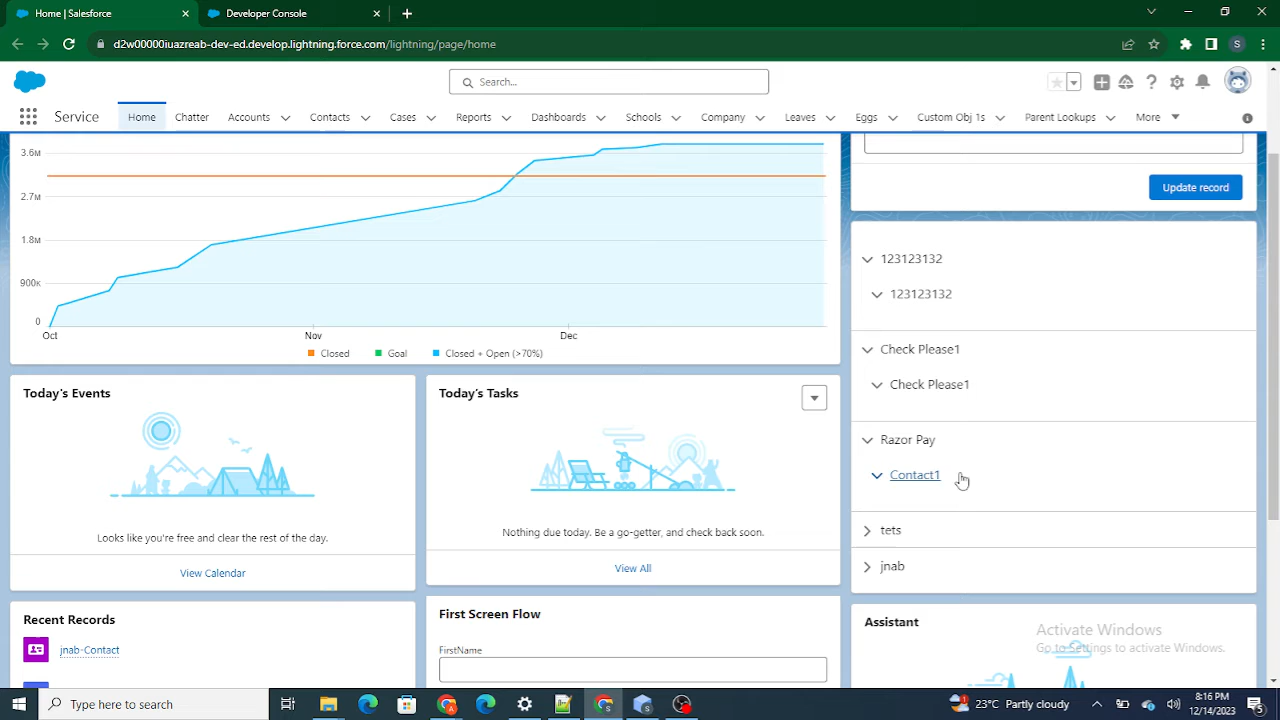 Home | Salesforce
Developer Console
d2w00000iuazreab-dev-ed.develop.lightning.force.com/lightning/page/home
S
Search...
Service
Home
Chatter
Accounts
Contacts
Cases
Reports
Dashboards
Schools
Company
Leaves
Eggs
Custom Obj 1s
Parent Lookups
More
3.6M
2.7M
1.8M
900K
0
Oct
Nov
Dec
Closed
Goal
Closed + Open (>70%)
Update record
123123132
123123132
Check Please1
Check Please1
Razor Pay
Contact1
tets
jnab
Today's Events
Looks like you're free and clear the rest of the day.
View Calendar
Today's Tasks
Nothing due today. Be a go-getter, and check back soon.
View All
Recent Records
jnab-Contact
First Screen Flow
FirstName
Assistant
Activate Windows
Go to Settings to activate Windows.
Type here to search
23°C Partly cloudy
8:16 PM
12/14/2023